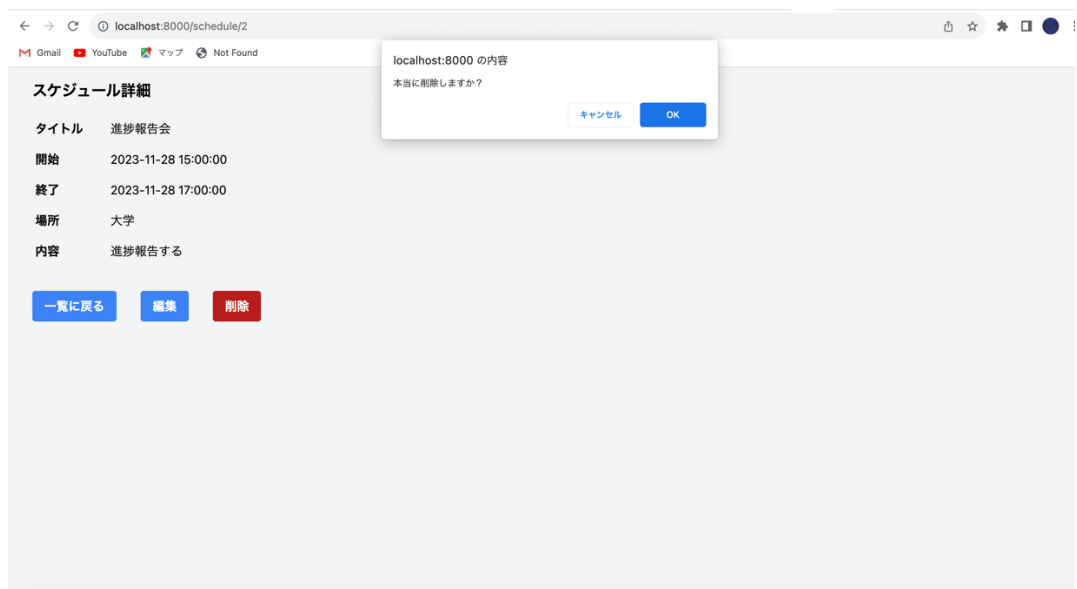 localhost:8000/schedule/2
Gmail YouTube マップ Not Found
localhost:8000 の内容
本当に削除しますか？
キャンセル OK
スケジュール詳細
タイトル 進捗報告会
開始 2023-11-28 15:00:00
終了 2023-11-28 17:00:00
場所 大学
内容 進捗報告する
一覧に戻る 編集 削除